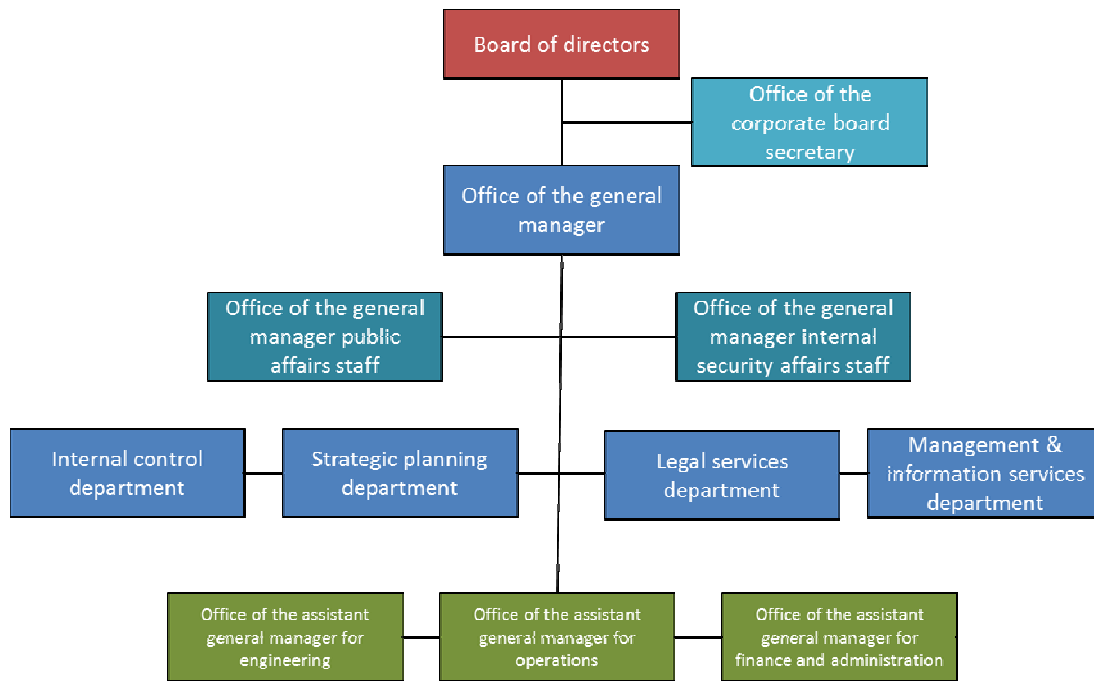 Board of directors
Office of the
corporate board
secretary
Office of the general
manager
Office of the general
manager public
affairs staff
Office of the general
manager internal
security affairs staff
Internal control
department
Strategic planning
department
Legal services
department
Management &
information services
department
Office of the assistant
general manager for
engineering
Office of the assistant
general manager for
operations
Office of the assistant
general manager for
finance and administration